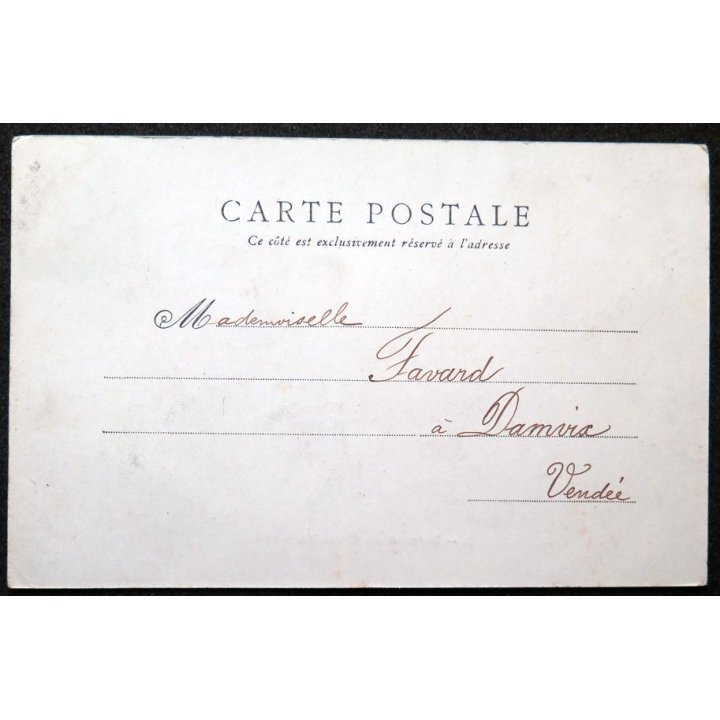 CARTE POSTALE
Ce côté est exclusivement réservé à l'adresse
Mademoiselle
Favard
à Damvix
Vendée